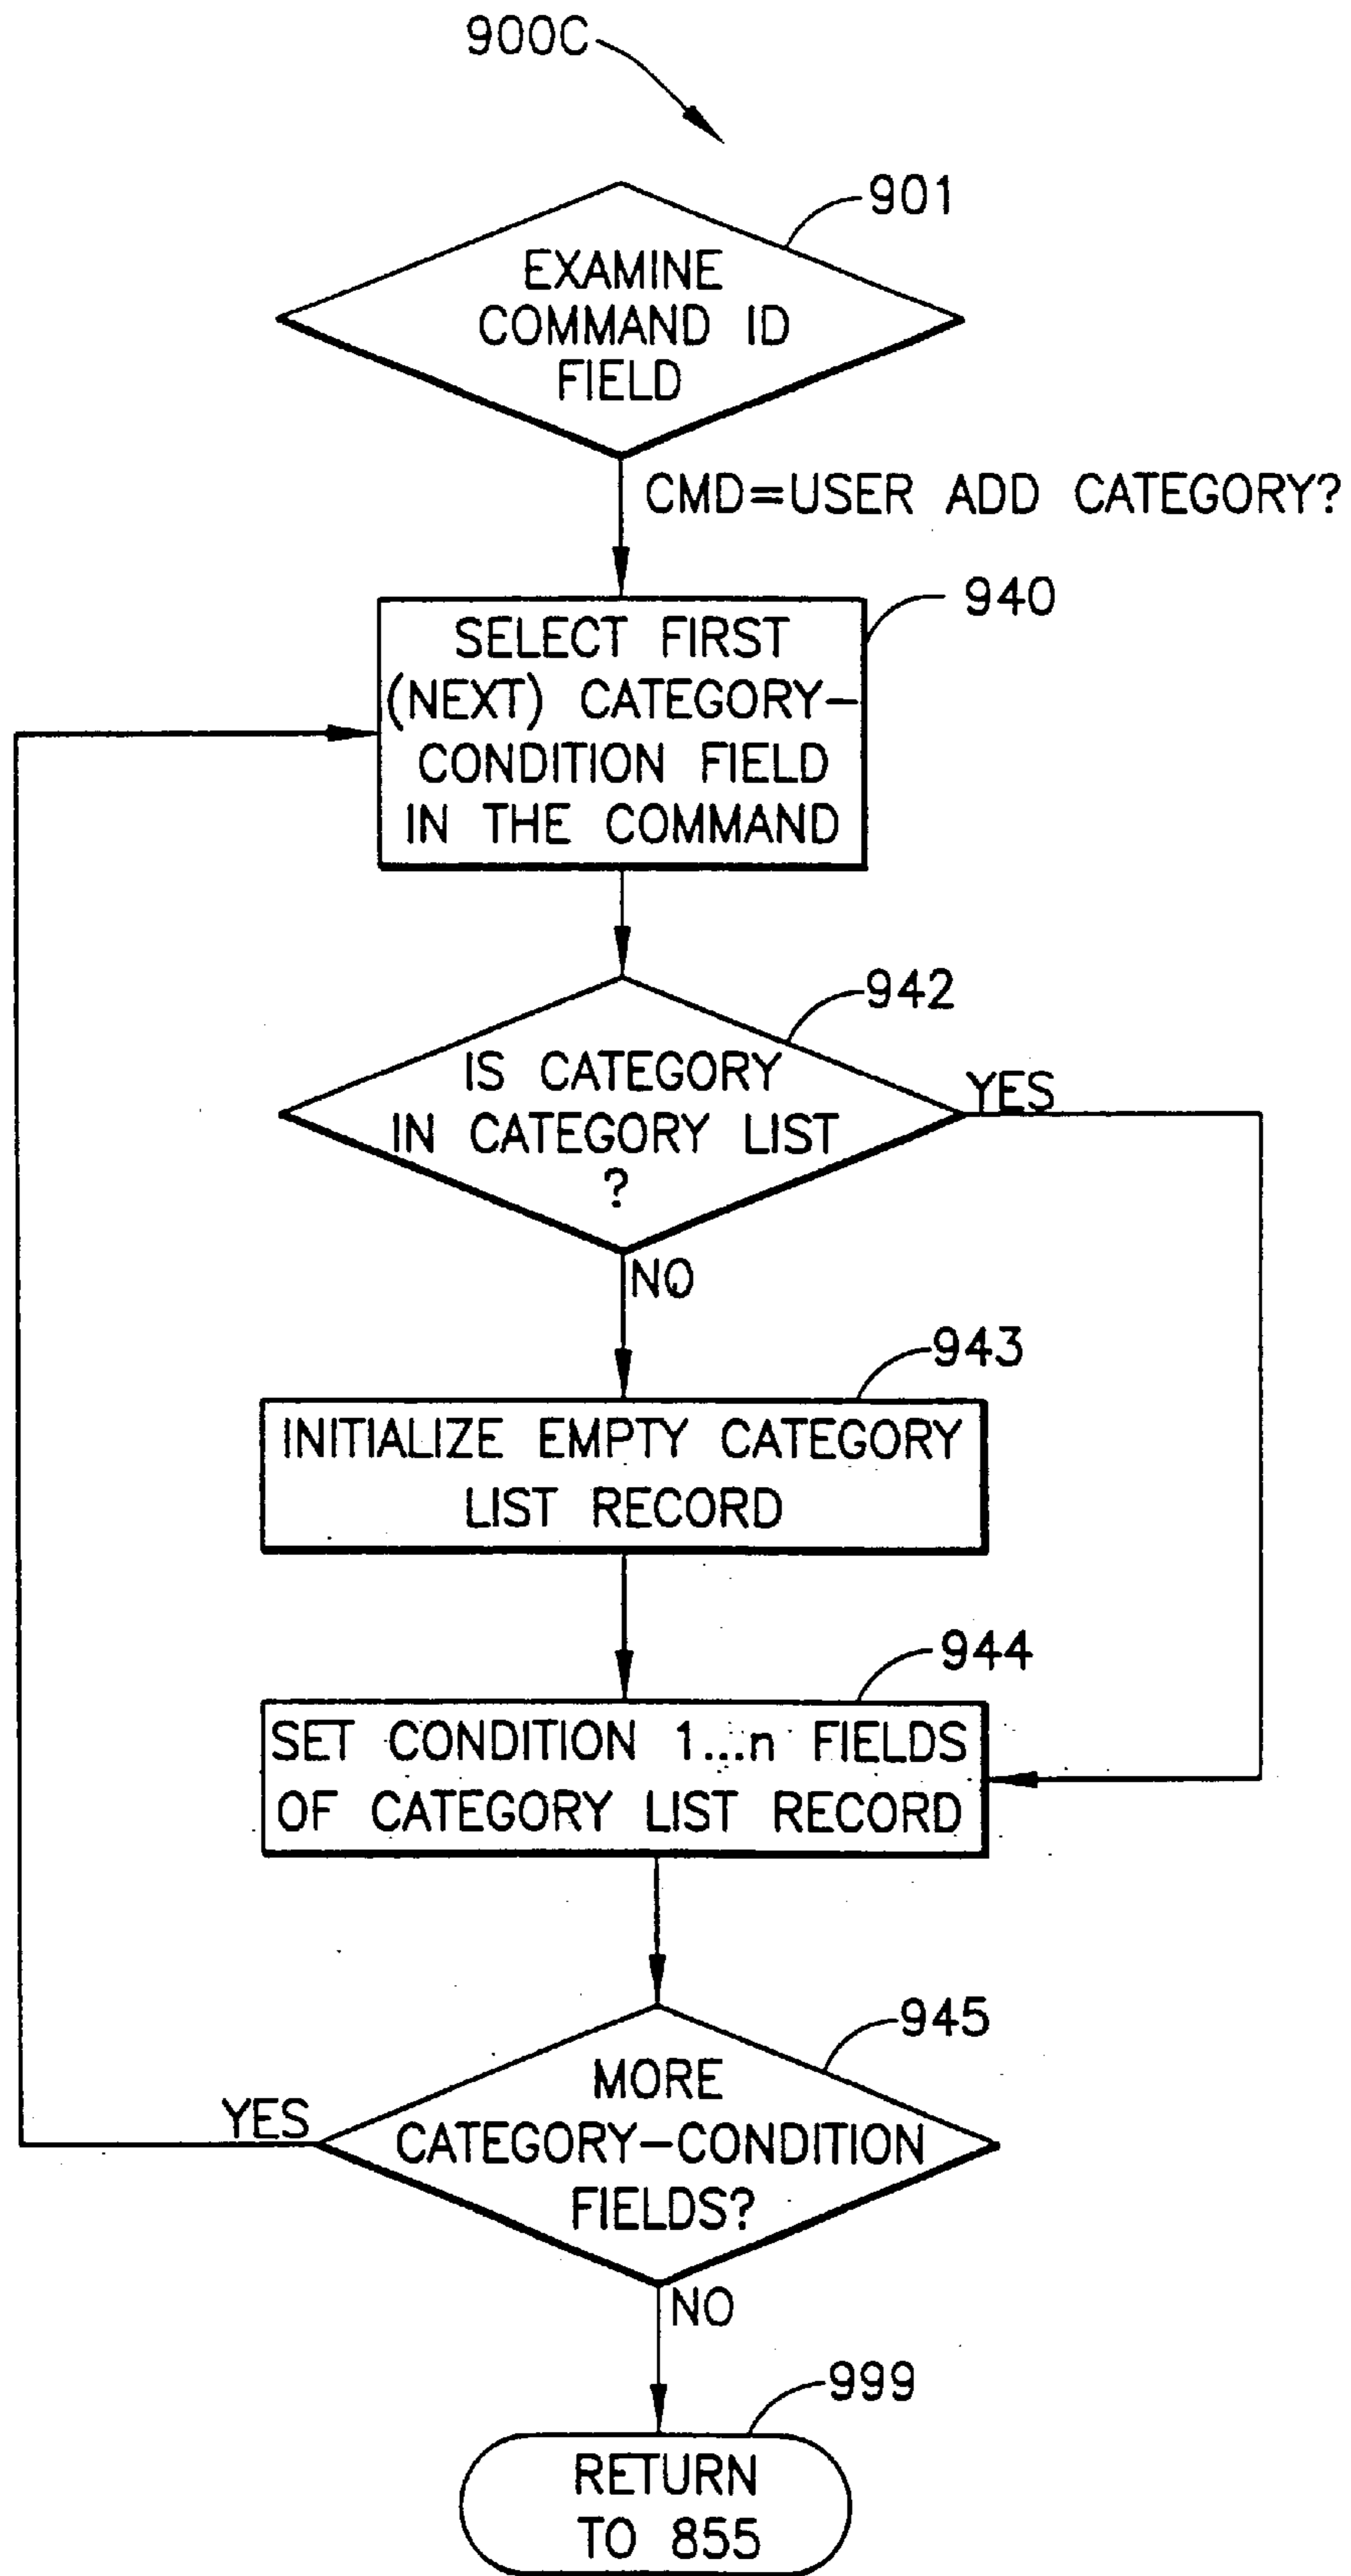 900C
901
EXAMINE
COMMAND ID
FIELD
CMD=USER ADD CATEGORY?
940
SELECT FIRST
(NEXT) CATEGORY-
CONDITION FIELD
IN THE COMMAND
942
IS CATEGORY
IN CATEGORY LIST
?
YES
NO
943
INITIALIZE EMPTY CATEGORY
LIST RECORD
944
SET CONDITION 1...n FIELDS
OF CATEGORY LIST RECORD
945
MORE
CATEGORY-CONDITION
FIELDS?
YES
NO
999
RETURN
TO 855